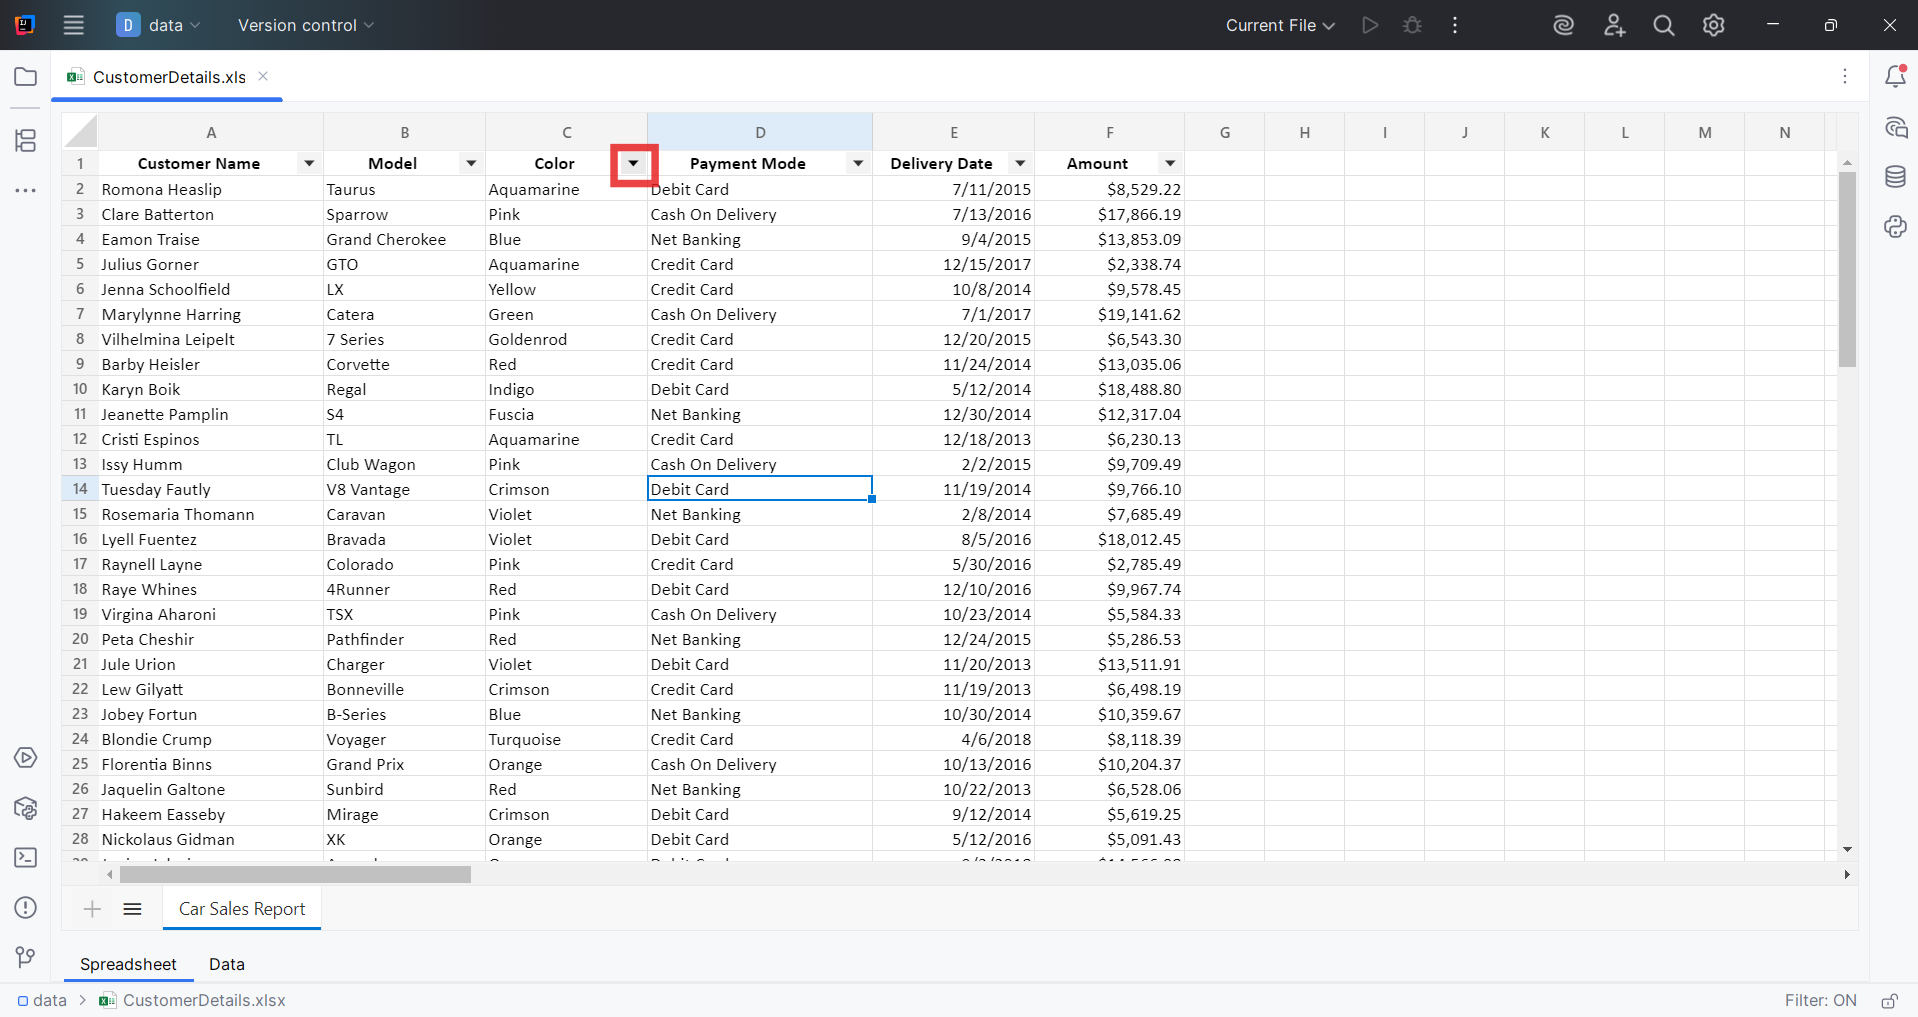 D data Version control Current File
CustomerDetails.xls
A B C D E F G H I J K L M N
1 Customer Name Model Color Payment Mode Delivery Date Amount
2 Romona Heaslip Taurus Aquamarine Debit Card 7/11/2015 $8,529.22
3 Clare Batterton Sparrow Pink Cash On Delivery 7/13/2016 $17,866.19
4 Eamon Traise Grand Cherokee Blue Net Banking 9/4/2015 $13,853.09
5 Julius Gorner GTO Aquamarine Credit Card 12/15/2017 $2,338.74
6 Jenna Schoolfield LX Yellow Credit Card 10/8/2014 $9,578.45
7 Marylynne Harring Catera Green Cash On Delivery 7/1/2017 $19,141.62
8 Vilhelmina Leipelt 7 Series Goldenrod Credit Card 12/20/2015 $6,543.30
9 Barby Heisler Corvette Red Credit Card 11/24/2014 $13,035.06
10 Karyn Boik Regal Indigo Debit Card 5/12/2014 $18,488.80
11 Jeanette Pamplin S4 Fuscia Net Banking 12/30/2014 $12,317.04
12 Cristi Espinos TL Aquamarine Credit Card 12/18/2013 $6,230.13
13 Issy Humm Club Wagon Pink Cash On Delivery 2/2/2015 $9,709.49
14 Tuesday Fautly V8 Vantage Crimson Debit Card 11/19/2014 $9,766.10
15 Rosemaria Thomann Caravan Violet Net Banking 2/8/2014 $7,685.49
16 Lyell Fuentez Bravada Violet Debit Card 8/5/2016 $18,012.45
17 Raynell Layne Colorado Pink Credit Card 5/30/2016 $2,785.49
18 Raye Whines 4Runner Red Debit Card 12/10/2016 $9,967.74
19 Virgina Aharoni TSX Pink Cash On Delivery 10/23/2014 $5,584.33
20 Peta Cheshir Pathfinder Red Net Banking 12/24/2015 $5,286.53
21 Jule Urion Charger Violet Debit Card 11/20/2013 $13,511.91
22 Lew Gilyatt Bonneville Crimson Credit Card 11/19/2013 $6,498.19
23 Jobey Fortun B-Series Blue Net Banking 10/30/2014 $10,359.67
24 Blondie Crump Voyager Turquoise Credit Card 4/6/2018 $8,118.39
25 Florentia Binns Grand Prix Orange Cash On Delivery 10/13/2016 $10,204.37
26 Jaquelin Galtone Sunbird Red Net Banking 10/22/2013 $6,528.06
27 Hakeem Easseby Mirage Crimson Debit Card 9/12/2014 $5,619.25
28 Nickolaus Gidman XK Orange Debit Card 5/12/2016 $5,091.43
Car Sales Report
Spreadsheet Data
data > CustomerDetails.xlsx Filter: ON